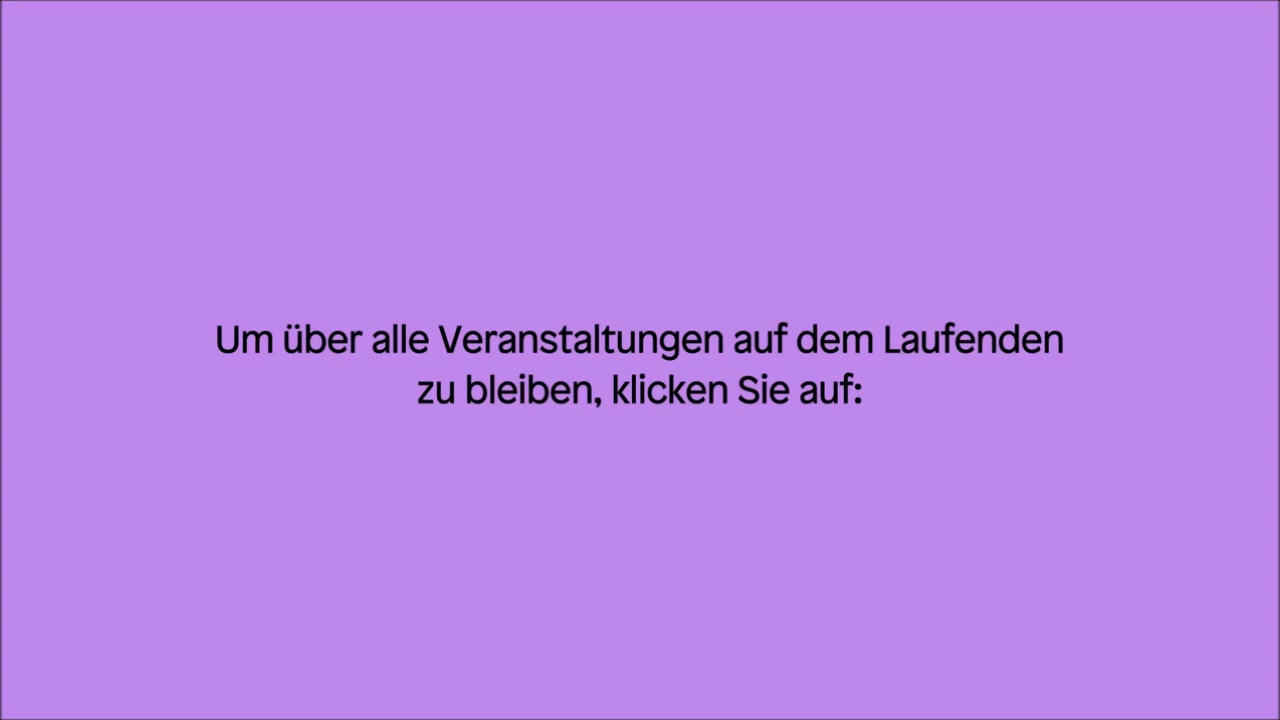 Um über alle Veranstaltungen auf dem Laufenden
zu bleiben, klicken Sie auf: